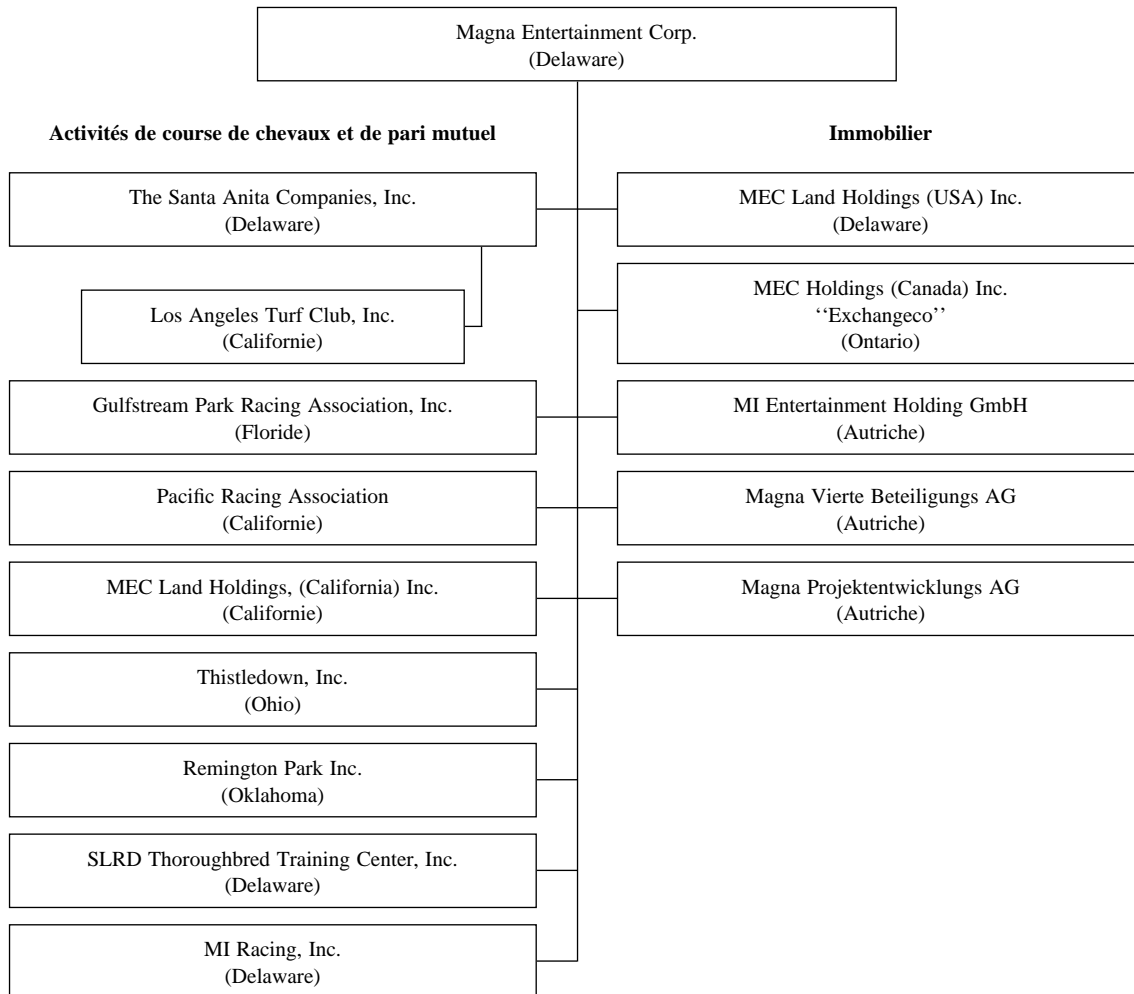 Magna Entertainment Corp.
(Delaware)
Activités de course de chevaux et de pari mutuel
The Santa Anita Companies, Inc.
(Delaware)
Los Angeles Turf Club, Inc.
(Californie)
Gulfstream Park Racing Association, Inc.
(Floride)
Pacific Racing Association
(Californie)
MEC Land Holdings, (California) Inc.
(Californie)
Thistledown, Inc.
(Ohio)
Remington Park Inc.
(Oklahoma)
SLRD Thoroughbred Training Center, Inc.
(Delaware)
MI Racing, Inc.
(Delaware)
Immobilier
MEC Land Holdings (USA) Inc.
(Delaware)
MEC Holdings (Canada) Inc.
‘‘Exchangeco’’
(Ontario)
MI Entertainment Holding GmbH
(Autriche)
Magna Vierte Beteiligungs AG
(Autriche)
Magna Projektentwicklungs AG
(Autriche)